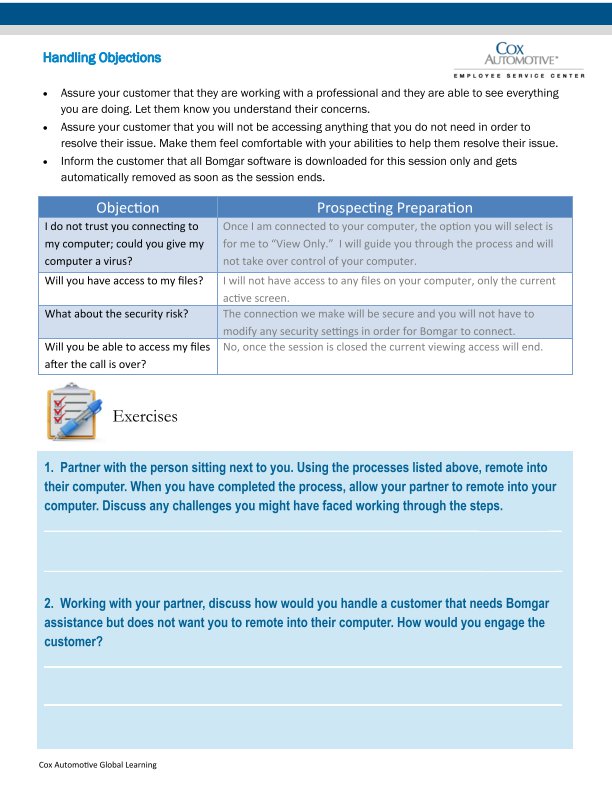 Handling Objections
COX
AUTOMOTIVE
EMPLOYEE SERVICE CENTER
• Assure your customer that they are working with a professional and they are able to see everything
you are doing. Let them know you understand their concerns.
• Assure your customer that you will not be accessing anything that you do not need in order to
resolve their issue. Make them feel comfortable with your abilities to help them resolve their issue.
• Inform the customer that all Bomgar software is downloaded for this session only and gets
automatically removed as soon as the session ends.
Objection Prospecting Preparation
I do not trust you connecting to Once I am connected to your computer, the option you will select is
my computer; could you give my for me to “View Only.”  I will guide you through the process and will
computer a virus? not take over control of your computer.
Will you have access to my files? I will not have access to any files on your computer, only the current
active screen.
What about the security risk? The connection we make will be secure and you will not have to
modify any security settings in order for Bomgar to connect.
Will you be able to access my files No, once the session is closed the current viewing access will end.
after the call is over?
Exercises
1. Partner with the person sitting next to you. Using the processes listed above, remote into
their computer. When you have completed the process, allow your partner to remote into your
computer. Discuss any challenges you might have faced working through the steps.
2. Working with your partner, discuss how would you handle a customer that needs Bomgar
assistance but does not want you to remote into their computer. How would you engage the
customer?
Cox Automotive Global Learning